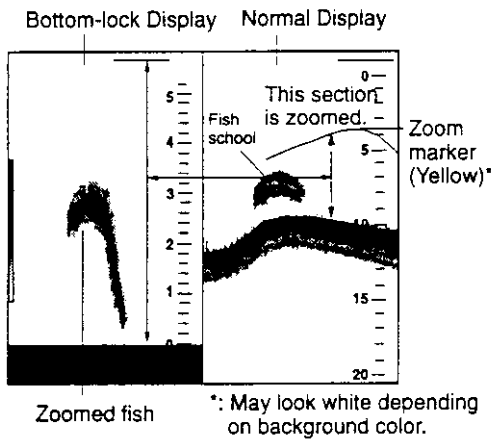 Bottom-lock Display
Normal Display
5
4
3
2
1
0
0
5
10
15
20
This section
is zoomed.
Fish
school
Zoom
marker
(Yellow)*
Zoomed fish
*: May look white depending
on background color.